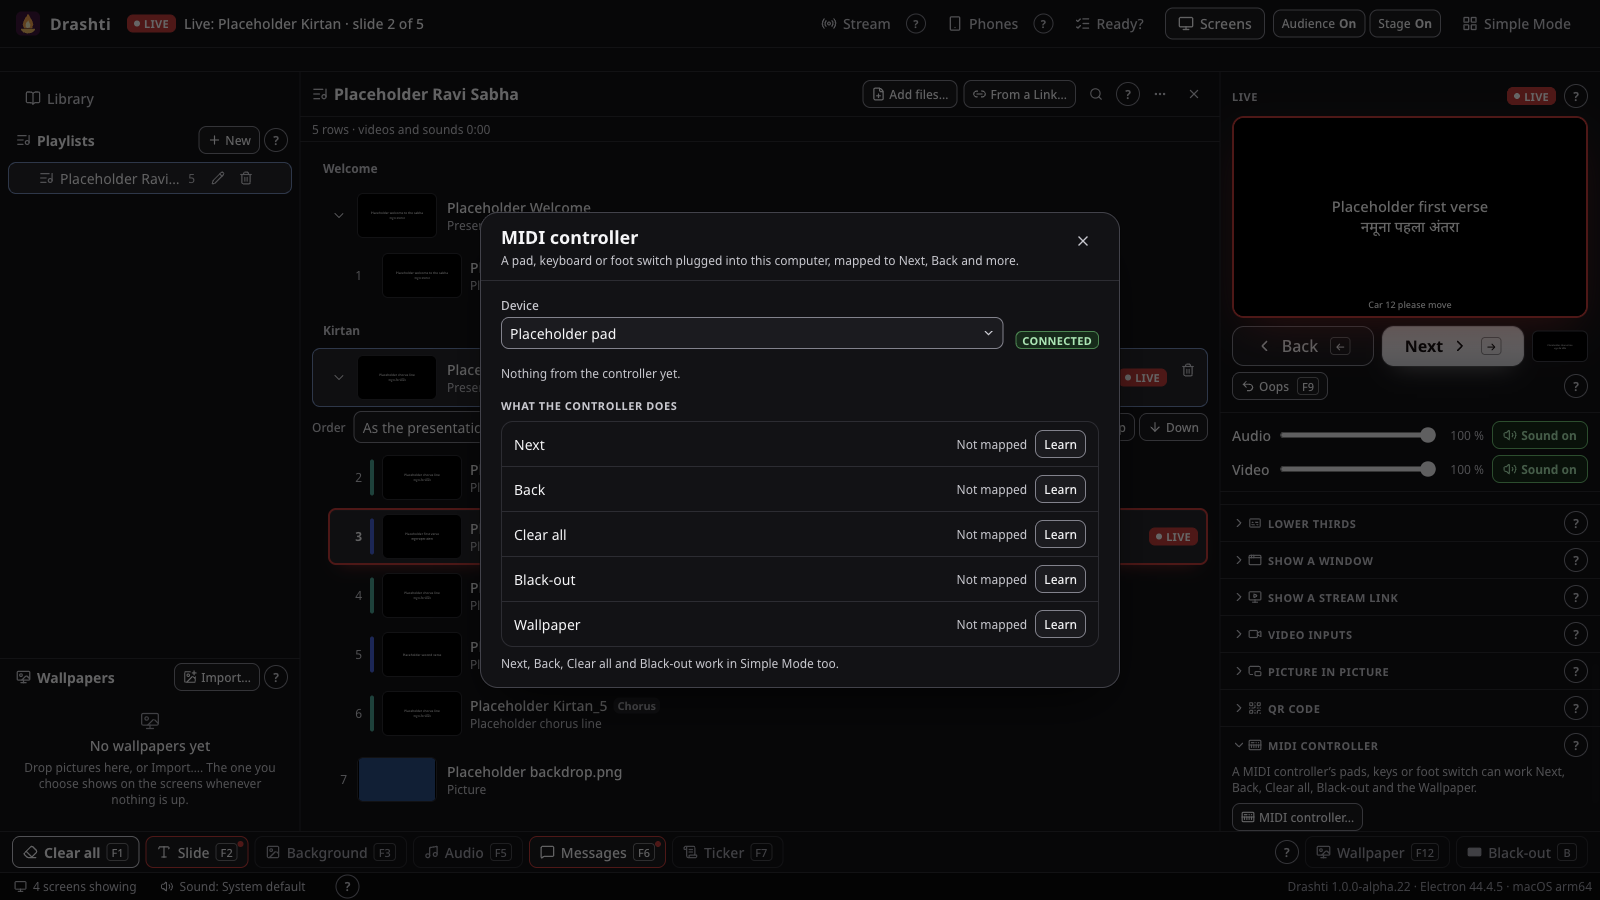 Drashti
LIVE
Live: Placeholder Kirtan · slide 2 of 5
Stream ?
Phones ?
Ready?
Screens
Audience On
Stage On
Simple Mode
Library
Playlists
New ?
Placeholder Ravi... 5
Wallpapers
Import... ?
No wallpapers yet
Drop pictures here, or Import.... The one you
choose shows on the screens whenever
nothing is up.
Placeholder Ravi Sabha
Add files...
From a Link...
?
5 rows · videos and sounds 0:00
Welcome
Placeholder Welcome
1
Kirtan
LIVE
Order
Down
2
3
LIVE
4
5
6
Placeholder Kirtan_5 Chorus
Placeholder chorus line
7
Placeholder backdrop.png
Picture
MIDI controller
A pad, keyboard or foot switch plugged into this computer, mapped to Next, Back and more.
Device
Placeholder pad
CONNECTED
Nothing from the controller yet.
WHAT THE CONTROLLER DOES
Next Not mapped Learn
Back Not mapped Learn
Clear all Not mapped Learn
Black-out Not mapped Learn
Wallpaper Not mapped Learn
Next, Back, Clear all and Black-out work in Simple Mode too.
LIVE
LIVE ?
Placeholder first verse
नमूना पहला अंतरा
Car 12 please move
Back
Next
Oops F9 ?
Audio 100 % Sound on
Video 100 % Sound on
LOWER THIRDS ?
SHOW A WINDOW ?
SHOW A STREAM LINK ?
VIDEO INPUTS ?
PICTURE IN PICTURE ?
QR CODE ?
MIDI CONTROLLER ?
A MIDI controller's pads, keys or foot switch can work Next,
Back, Clear all, Black-out and the Wallpaper.
MIDI controller...
Clear all F1
Slide F2
Background F3
Audio F5
Messages F6
Ticker F7
?
Wallpaper F12
Black-out B
4 screens showing
Sound: System default ?
Drashti 1.0.0-alpha.22 · Electron 44.4.5 · macOS arm64